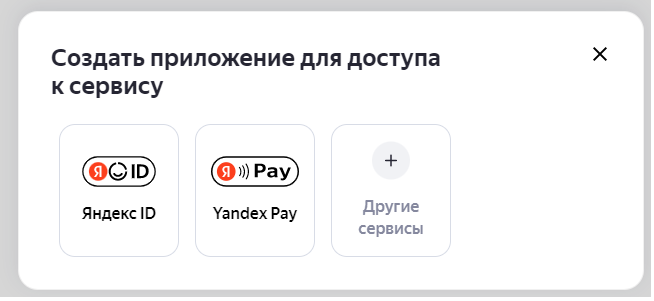 Создать приложение для доступа
к сервису
Я ID
Я Pay
Яндекс ID
Yandex Pay
Другие
сервисы